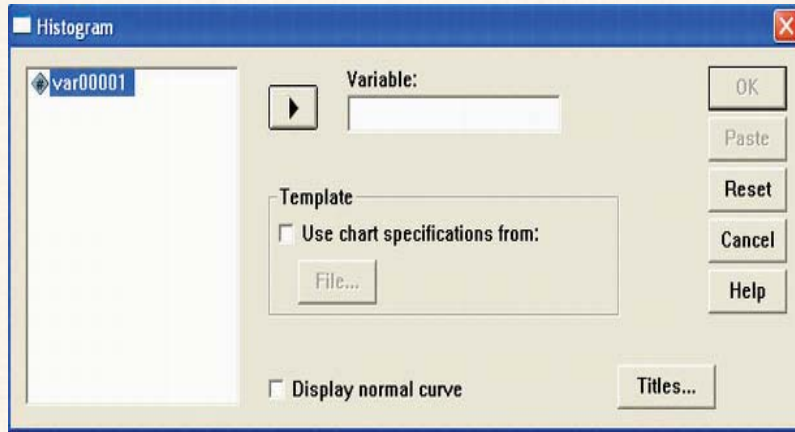 Histogram
var00001
Variable:
Template
Use chart specifications from:
File...
Display normal curve
OK
Paste
Reset
Cancel
Help
Titles...